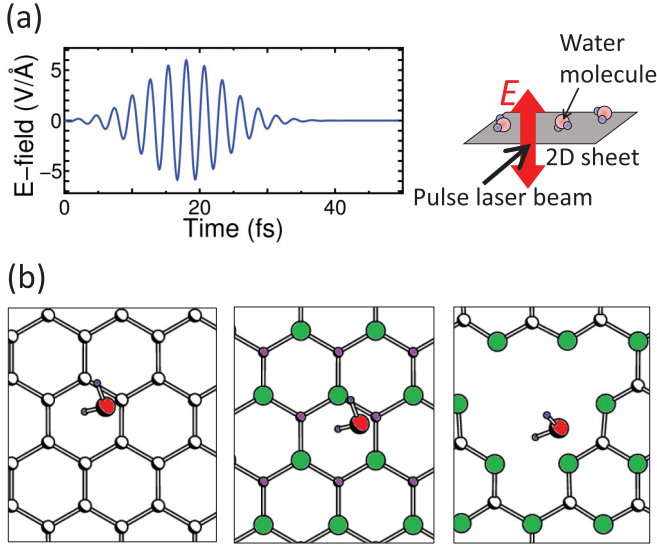 (a)
E-field (V/Å)
5
0
−5
0
20
40
Time (fs)
Water
molecule
E
2D sheet
Pulse laser beam
(b)